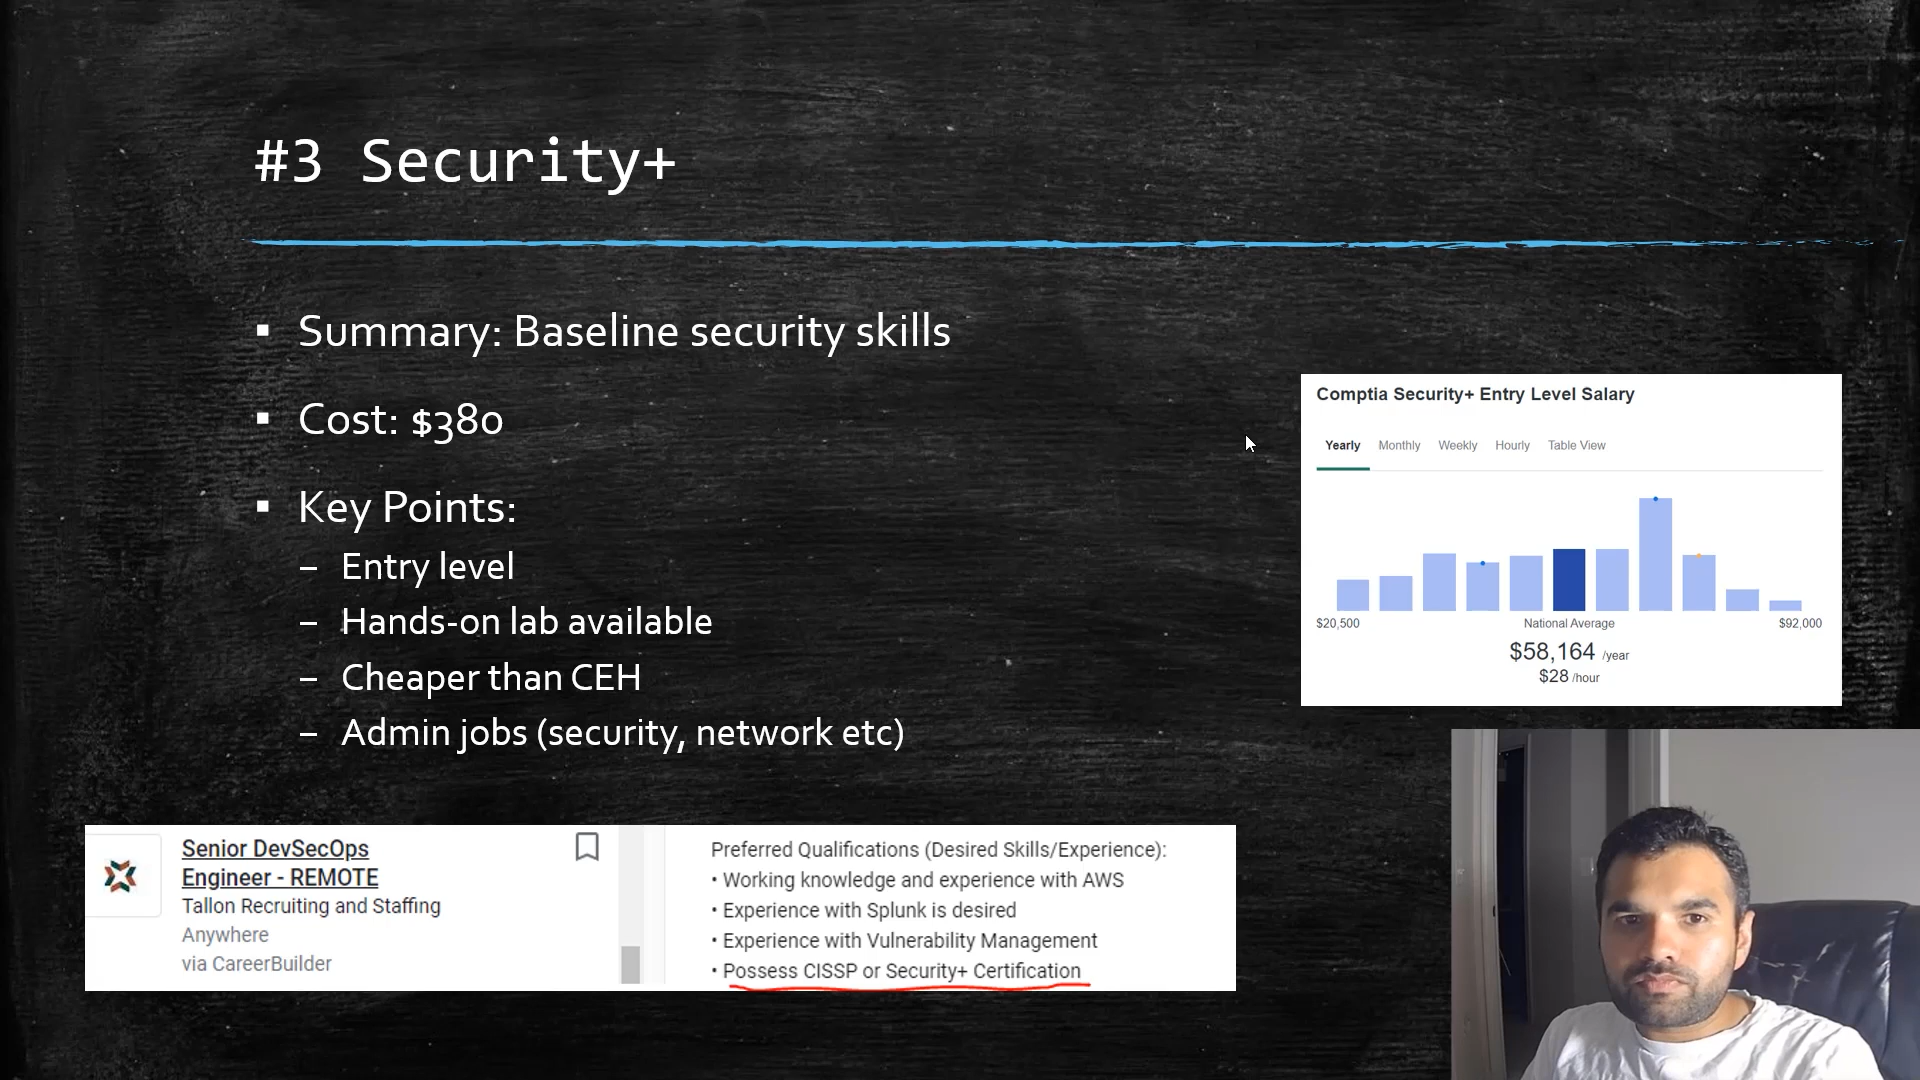 #3 Security+
▪ Summary: Baseline security skills
▪ Cost: $380
▪ Key Points:
– Entry level
– Hands-on lab available
– Cheaper than CEH
– Admin jobs (security, network etc)
Comptia Security+ Entry Level Salary
Yearly Monthly Weekly Hourly Table View
$20,500 National Average $92,000
$58,164 /year
$28 /hour
Senior DevSecOps
Engineer - REMOTE
Tallon Recruiting and Staffing
Anywhere
via CareerBuilder
Preferred Qualifications (Desired Skills/Experience):
• Working knowledge and experience with AWS
• Experience with Splunk is desired
• Experience with Vulnerability Management
• Possess CISSP or Security+ Certification